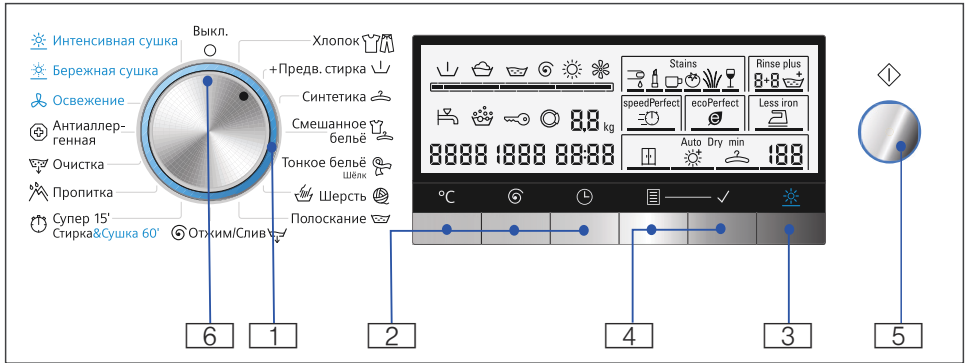 Выкл.
Интенсивная сушка
Бережная сушка
Освежение
Антиаллер-
генная
Очистка
Пропитка
Супер 15'
Стирка&Сушка 60'
Хлопок
+Предв. стирка
Синтетика
Смешанное
бельё
Тонкое бельё
Шёлк
Шерсть
Полоскание
Отжим/Слив
Stains
Rinse plus
8+8
speedPerfect
ecoPerfect
Less iron
8.8 kg
8888 1888 88:88
Auto Dry min
188
°C
6
1
2
4
3
5